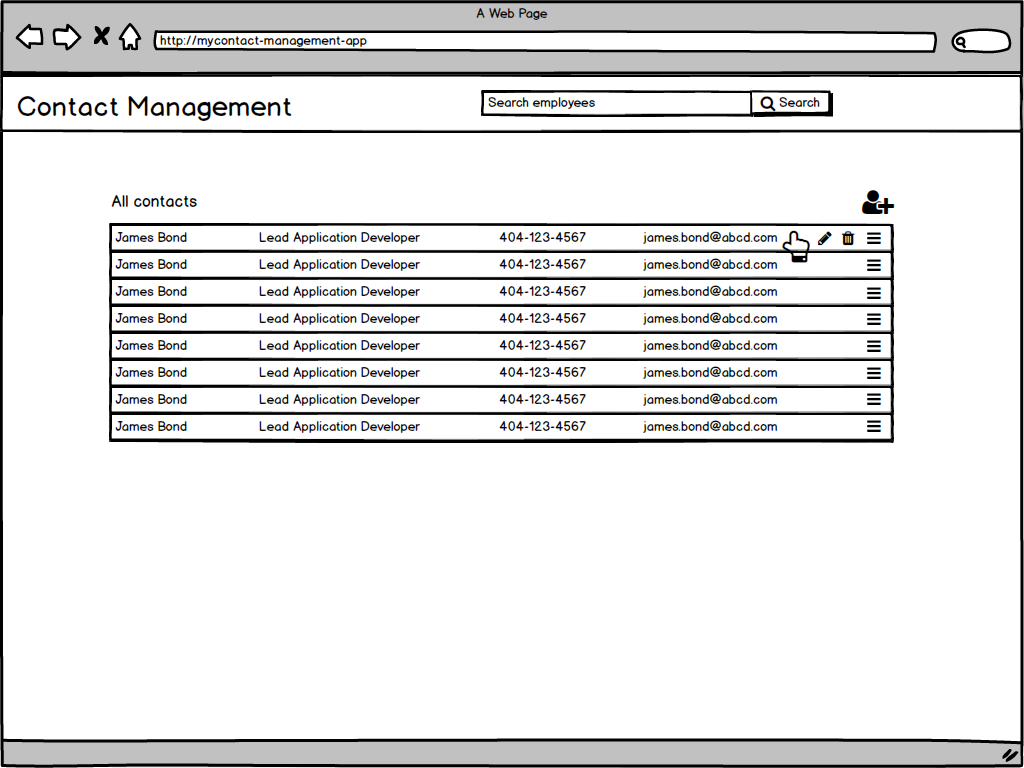 A Web Page
http://mycontact-management-app
Contact Management
Search employees
Search
All contacts
James Bond Lead Application Developer 404-123-4567 james.bond@abcd.com
James Bond Lead Application Developer 404-123-4567 james.bond@abcd.com
James Bond Lead Application Developer 404-123-4567 james.bond@abcd.com
James Bond Lead Application Developer 404-123-4567 james.bond@abcd.com
James Bond Lead Application Developer 404-123-4567 james.bond@abcd.com
James Bond Lead Application Developer 404-123-4567 james.bond@abcd.com
James Bond Lead Application Developer 404-123-4567 james.bond@abcd.com
James Bond Lead Application Developer 404-123-4567 james.bond@abcd.com